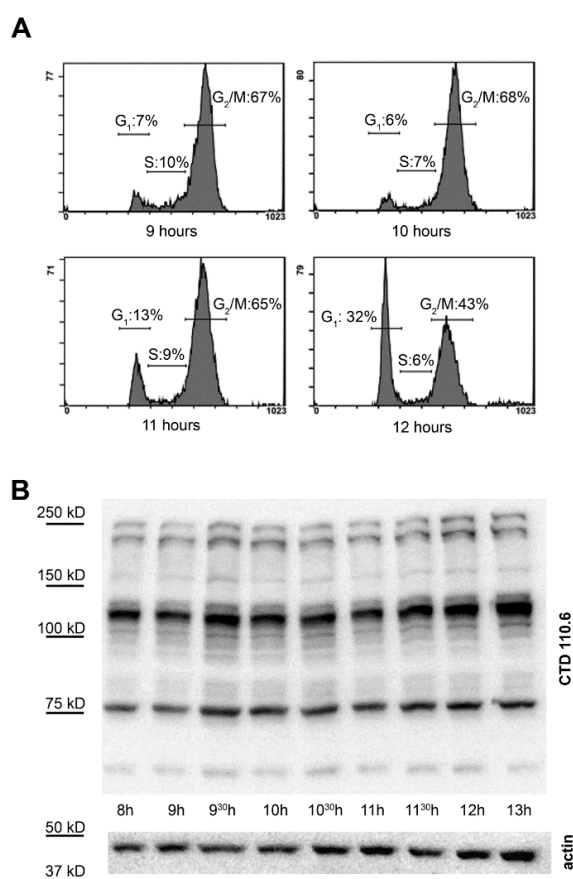 A
77
G₁:7%
S:10%
G₂/M:67%
0
1023
9 hours
80
G₁:6%
S:7%
G₂/M:68%
0
1023
10 hours
71
G₁:13%
S:9%
G₂/M:65%
0
1023
11 hours
79
G₁: 32%
S:6%
G₂/M:43%
0
1023
12 hours
B
250 kD
150 kD
100 kD
75 kD
CTD 110.6
8h 9h 9³⁰h 10h 10³⁰h 11h 11³⁰h 12h 13h
50 kD
37 kD
actin